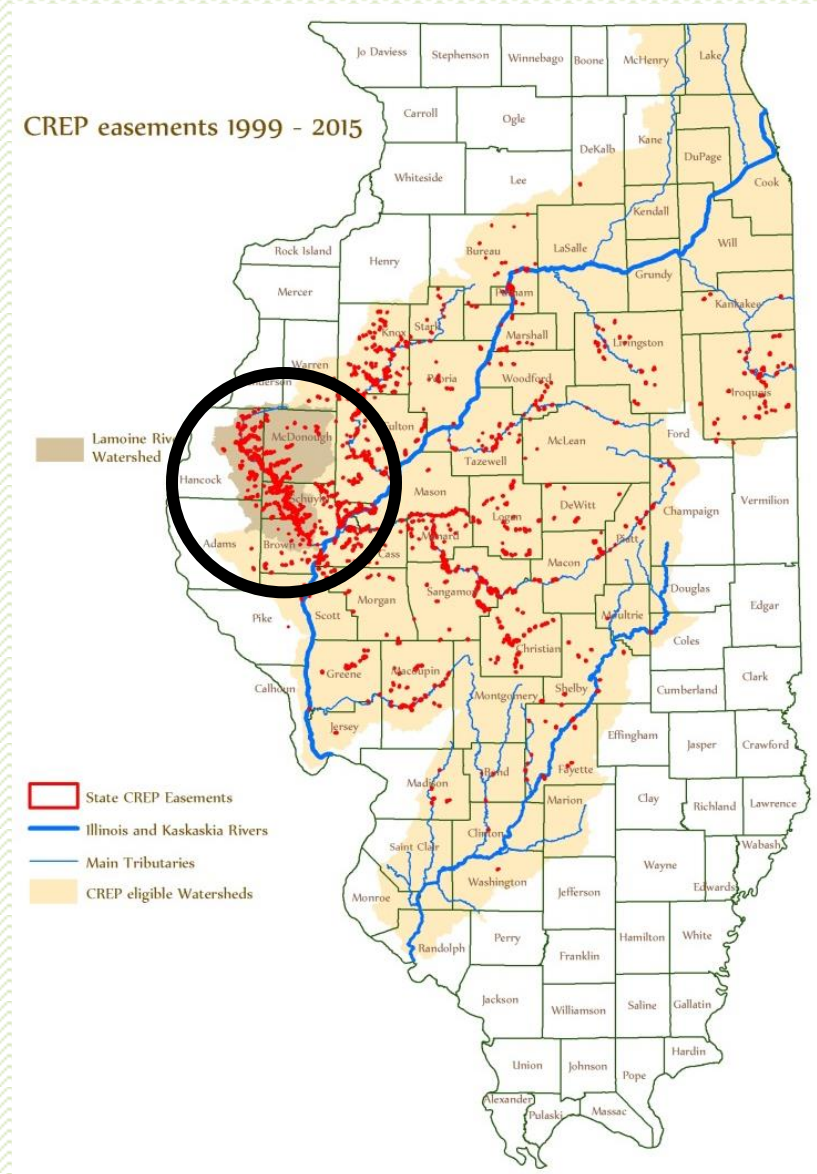 CREP easements 1999 - 2015
Jo Daviess
Stephenson
Winnebago
Boone
McHenry
Lake
Carroll
Ogle
DeKalb
Kane
DuPage
Cook
Whiteside
Lee
Kendall
Will
Rock Island
Henry
Bureau
LaSalle
Grundy
Mercer
Putnam
Kankakee
Knox
Stark
Marshall
Livingston
Warren
Peoria
Woodford
Iroquois
Lamoine River
Watershed
McDonough
Fulton
Tazewell
McLean
Ford
Hancock
Schuyler
Mason
Logan
DeWitt
Champaign
Vermilion
Adams
Brown
Cass
Menard
Macon
Piatt
Pike
Scott
Morgan
Sangamon
Moultrie
Douglas
Edgar
Coles
Christian
Calhoun
Greene
Macoupin
Montgomery
Shelby
Cumberland
Clark
Jersey
Effingham
Jasper
Crawford
Madison
Bond
Fayette
State CREP Easements
Illinois and Kaskaskia Rivers
Main Tributaries
CREP eligible Watersheds
Marion
Clay
Richland
Lawrence
Saint Clair
Clinton
Wabash
Wayne
Edwards
Monroe
Washington
Jefferson
Randolph
Perry
Hamilton
White
Franklin
Jackson
Williamson
Saline
Gallatin
Union
Johnson
Pope
Hardin
Alexander
Pulaski
Massac